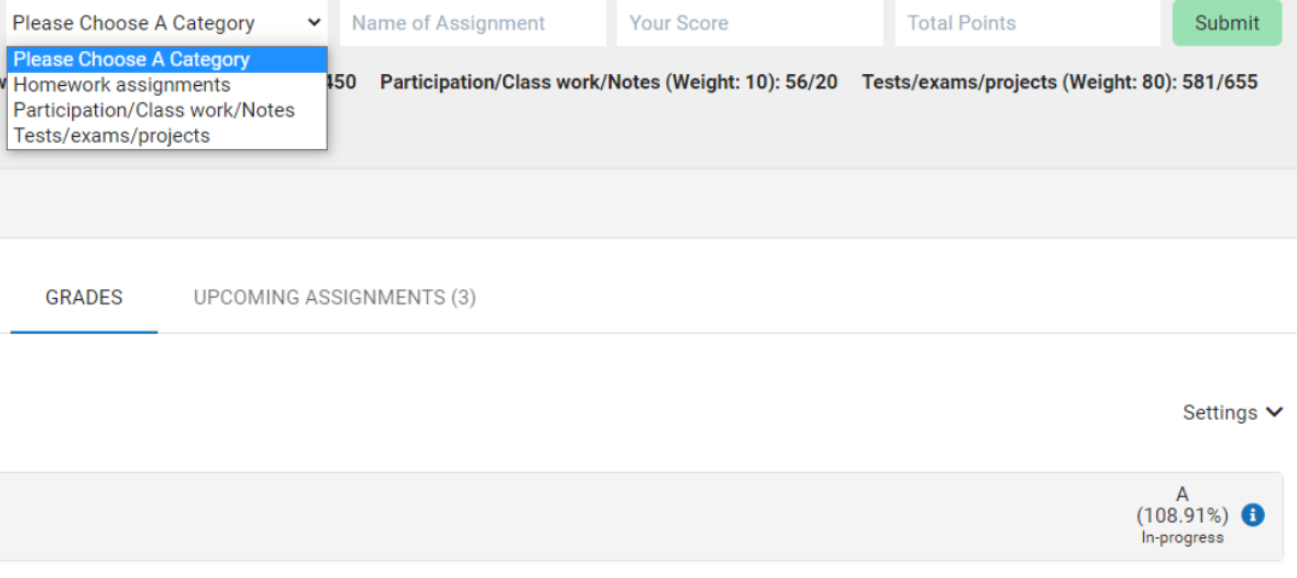 Please Choose A Category
Name of Assignment
Your Score
Total Points
Submit
Please Choose A Category
Homework assignments
Participation/Class work/Notes
Tests/exams/projects
450 Participation/Class work/Notes (Weight: 10): 56/20 Tests/exams/projects (Weight: 80): 581/655
GRADES
UPCOMING ASSIGNMENTS (3)
Settings
A
(108.91%)
In-progress